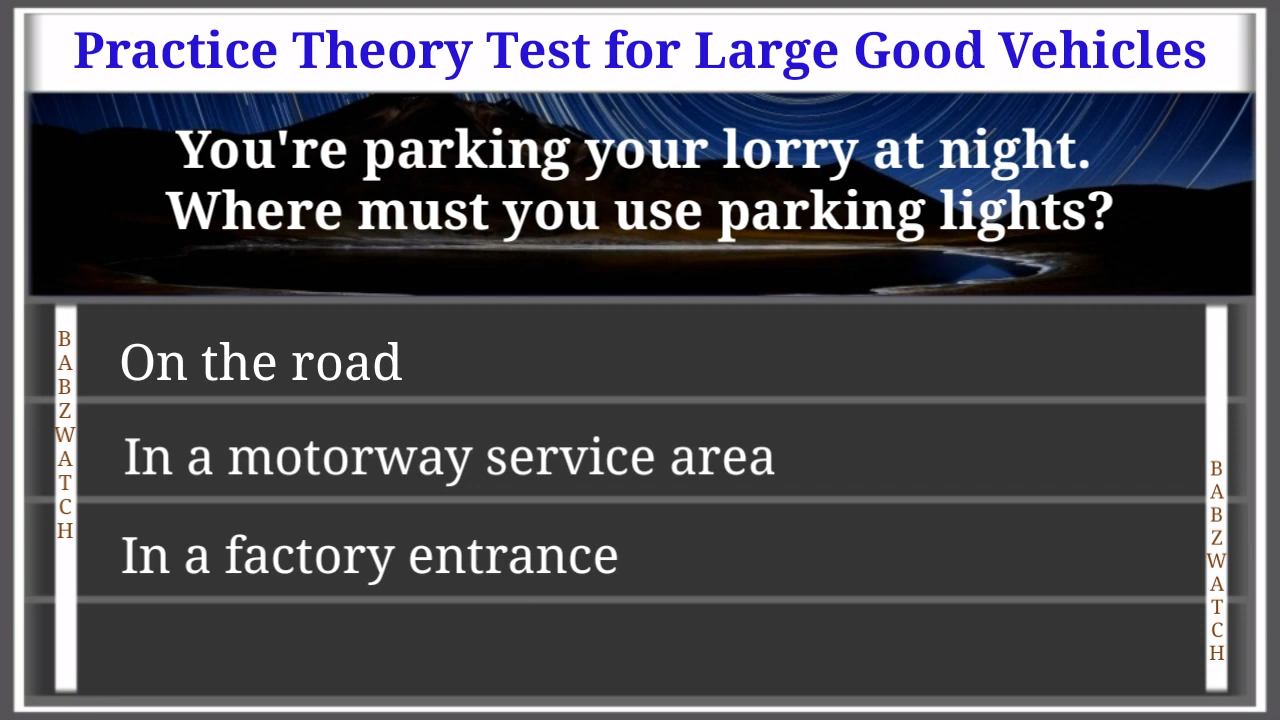 Practice Theory Test for Large Good Vehicles
You're parking your lorry at night.
Where must you use parking lights?
On the road
In a motorway service area
In a factory entrance
BABZWATCH
BABZWATCH